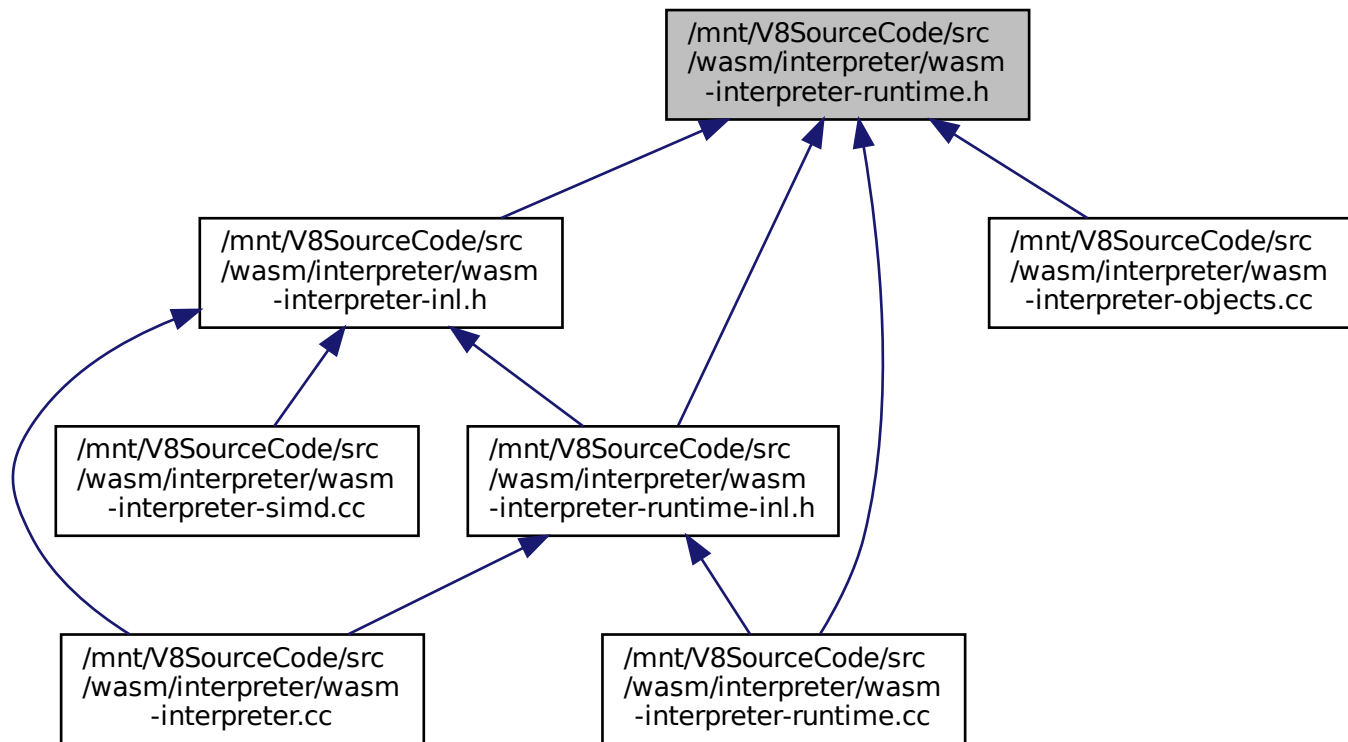 /mnt/V8SourceCode/src
/wasm/interpreter/wasm
-interpreter-runtime.h
/mnt/V8SourceCode/src
/wasm/interpreter/wasm
-interpreter-inl.h
/mnt/V8SourceCode/src
/wasm/interpreter/wasm
-interpreter-objects.cc
/mnt/V8SourceCode/src
/wasm/interpreter/wasm
-interpreter-simd.cc
/mnt/V8SourceCode/src
/wasm/interpreter/wasm
-interpreter-runtime-inl.h
/mnt/V8SourceCode/src
/wasm/interpreter/wasm
-interpreter.cc
/mnt/V8SourceCode/src
/wasm/interpreter/wasm
-interpreter-runtime.cc